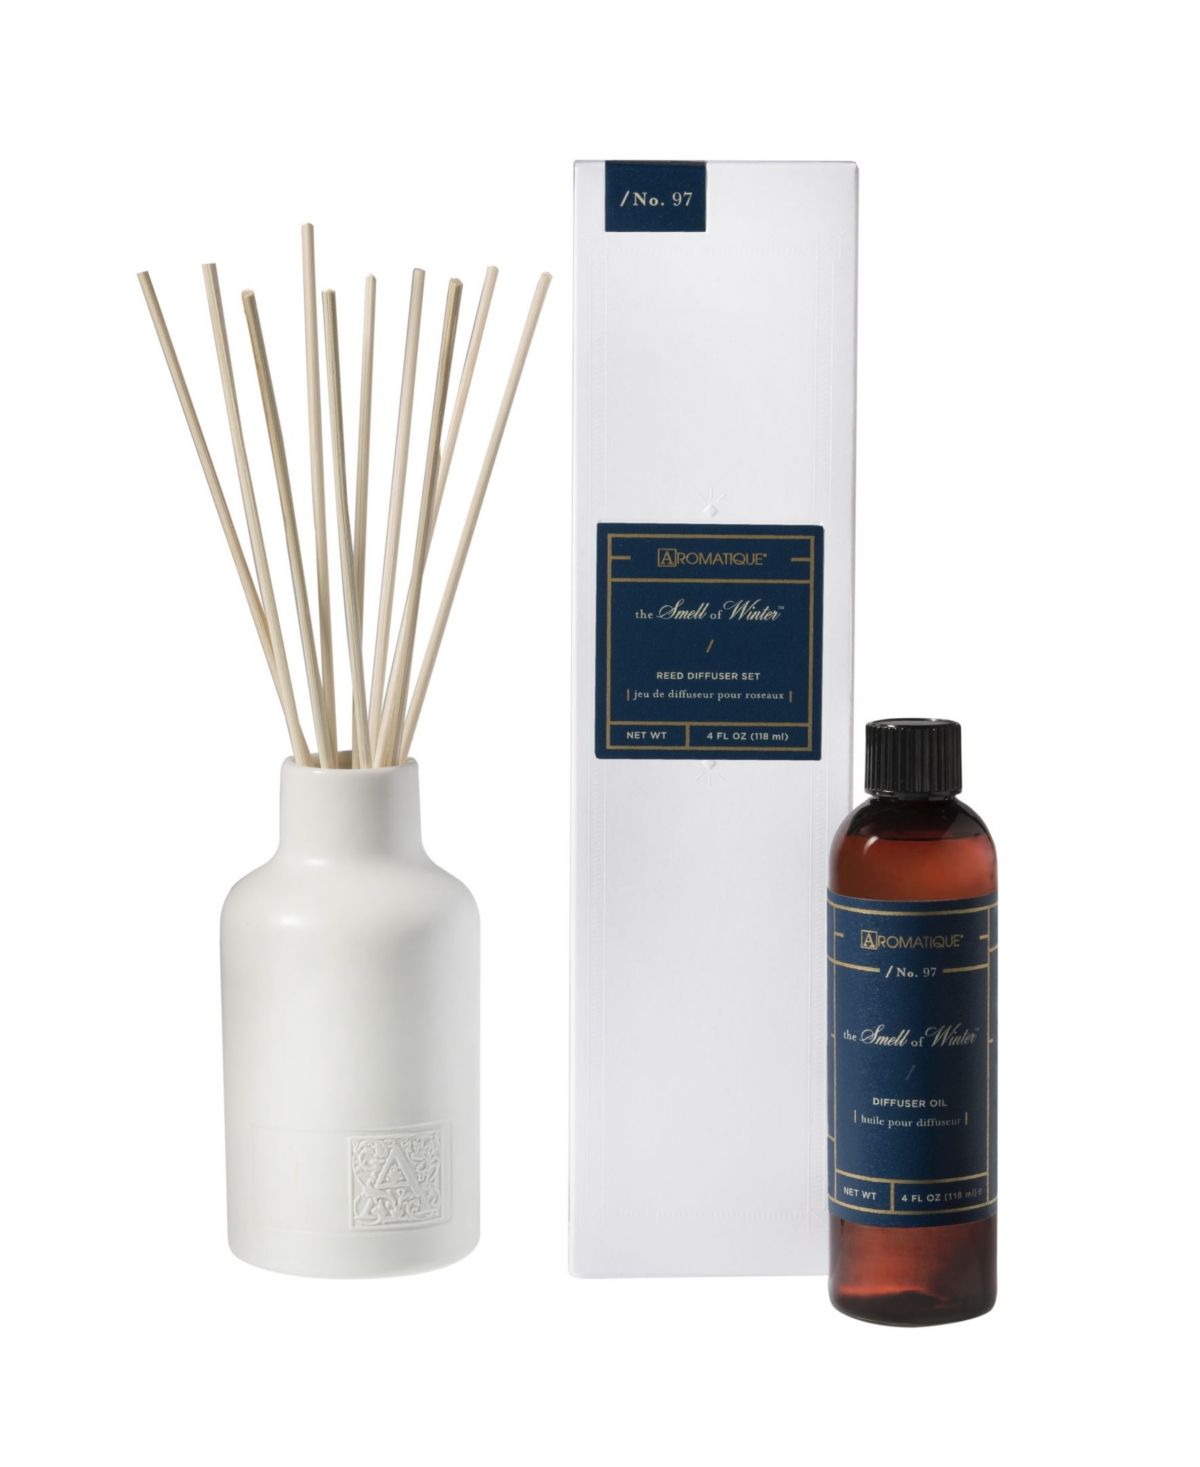 /No. 97
AROMATIQUE®
the Smell of Winter™
/
REED DIFFUSER SET
| jeu de diffuseur pour roseaux |
NET WT
4 FL OZ (118 ml)
AROMATIQUE®
/No. 97
the Smell of Winter™
/
DIFFUSER OIL
| huile pour diffuseur |
NET WT
4 FL OZ (118 ml)
A